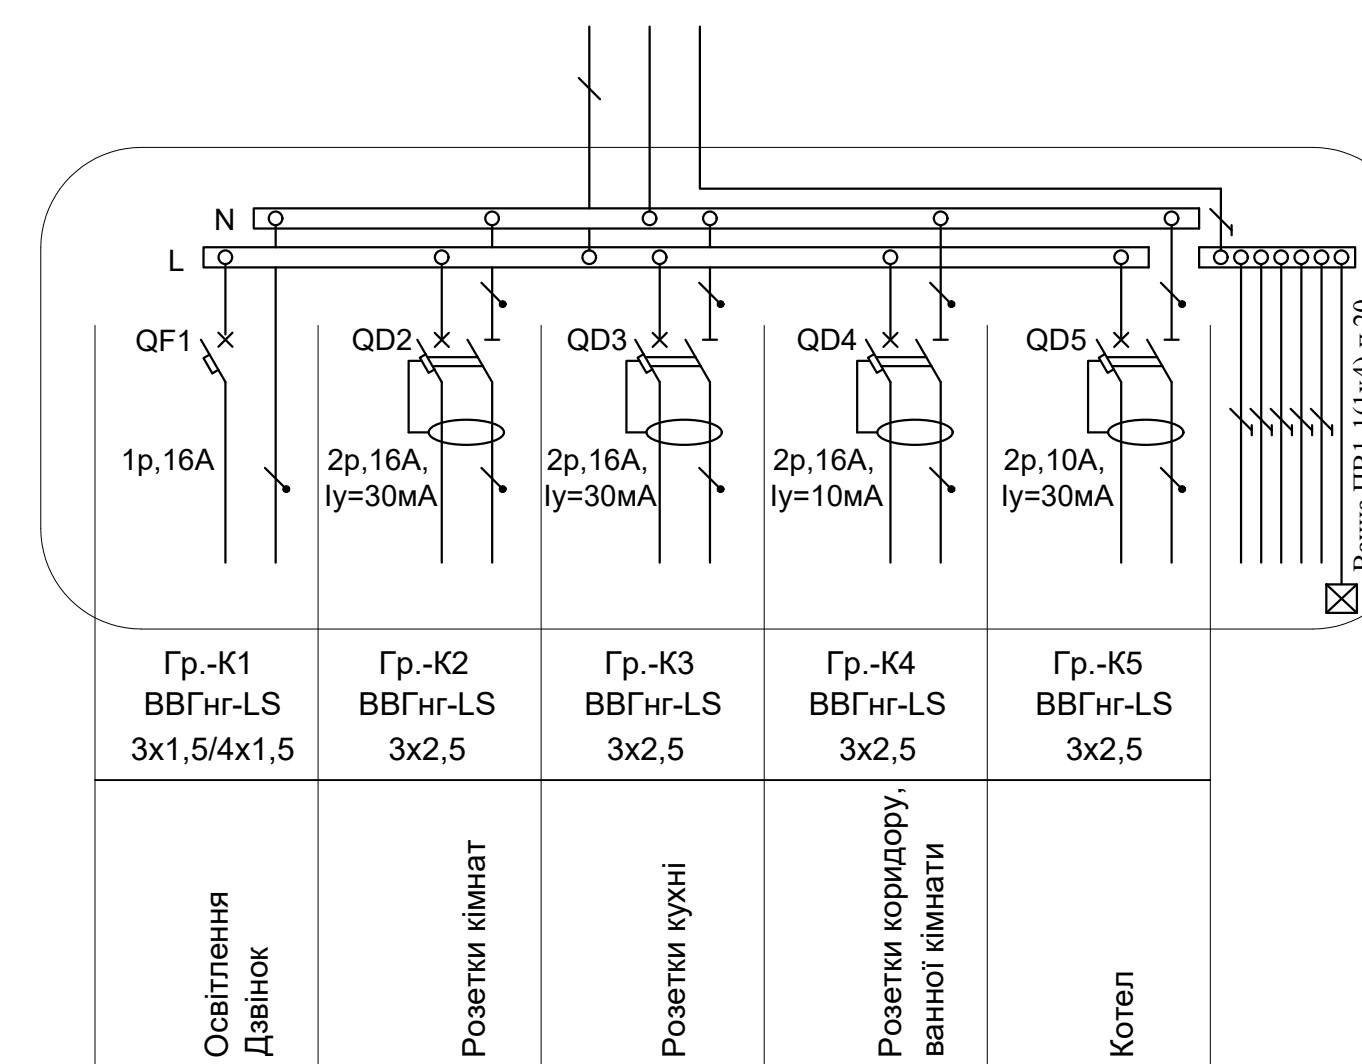 N
L
QF1
QD2
QD3
QD4
QD5
1р,16А
2р,16А,
Iу=30мА
2р,16А,
Iу=30мА
2р,16А,
Iу=10мА
2р,10А,
Iу=30мА
Гр.-К1
ВВГнг-LS
3х1,5/4х1,5
Гр.-К2
ВВГнг-LS
3х2,5
Гр.-К3
ВВГнг-LS
3х2,5
Гр.-К4
ВВГнг-LS
3х2,5
Гр.-К5
ВВГнг-LS
3х2,5
Освітлення
Дзвінок
Розетки кімнат
Розетки кухні
Розетки коридору,
ванної кімнати
Котел